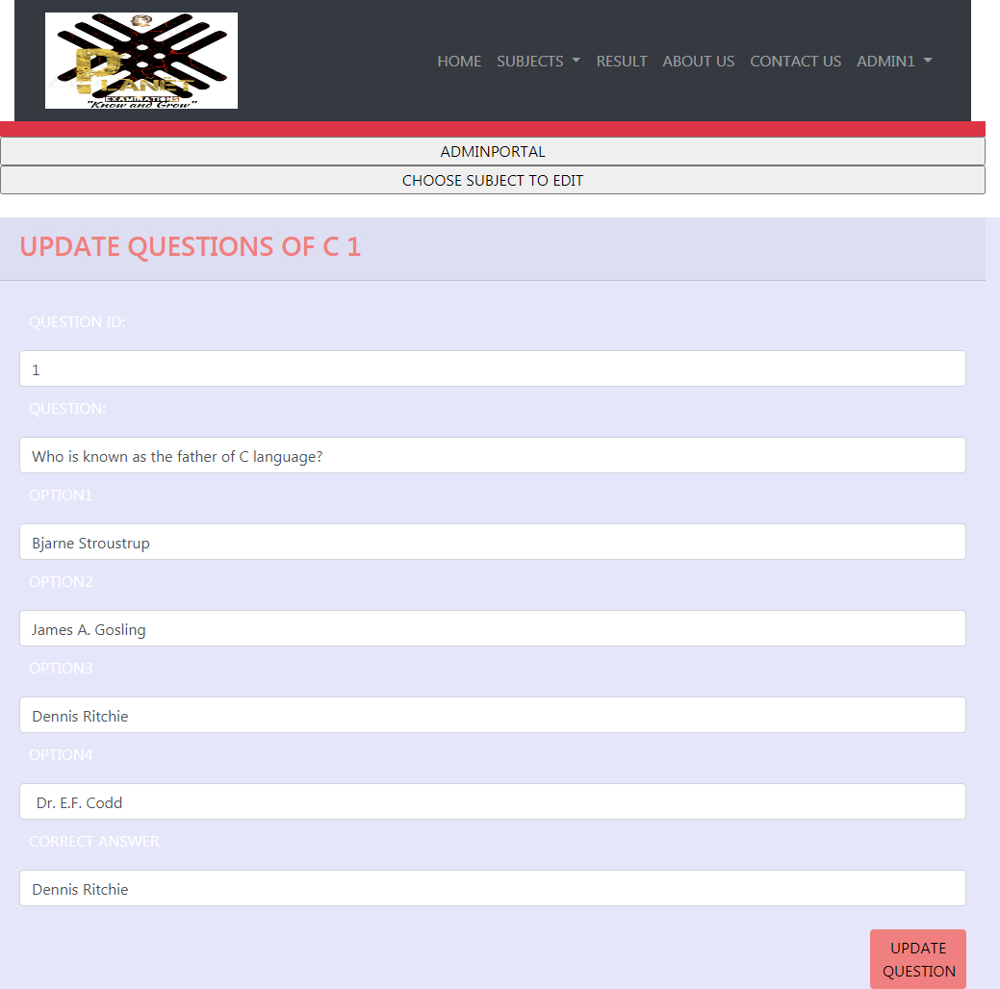 PLANET
EXAMINATIONS
"Know and Grow"
HOME SUBJECTS RESULT ABOUT US CONTACT US ADMIN1
ADMINPORTAL
CHOOSE SUBJECT TO EDIT
UPDATE QUESTIONS OF C 1
QUESTION ID:
1
QUESTION:
Who is known as the father of C language?
OPTION1
Bjarne Stroustrup
OPTION2
James A. Gosling
OPTION3
Dennis Ritchie
OPTION4
Dr. E.F. Codd
CORRECT ANSWER
Dennis Ritchie
UPDATE
QUESTION